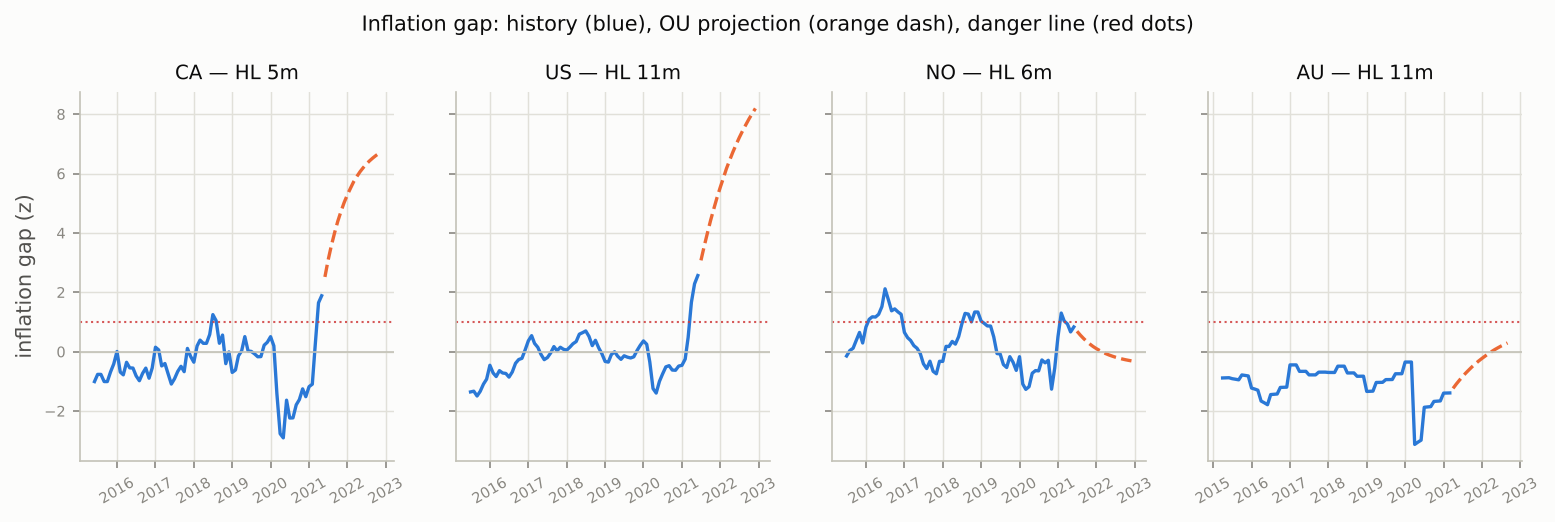 Inflation gap: history (blue), OU projection (orange dash), danger line (red dots)
CA — HL 5m
US — HL 11m
NO — HL 6m
AU — HL 11m
inflation gap (z)
8
6
4
2
0
−2
2016 2017 2018 2019 2020 2021 2022 2023
2016 2017 2018 2019 2020 2021 2022 2023
2016 2017 2018 2019 2020 2021 2022 2023
2015 2016 2017 2018 2019 2020 2021 2022 2023